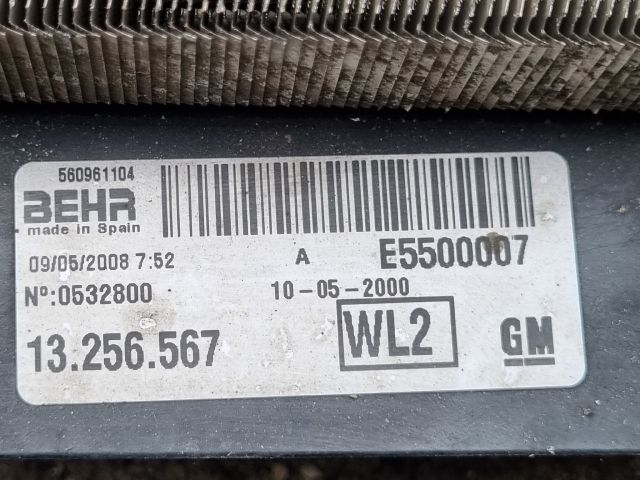 560961104
BEHR
made in Spain
09/05/2008 7:52
A
E5500007
Nº:0532800
10-05-2000
13.256.567
WL2
GM